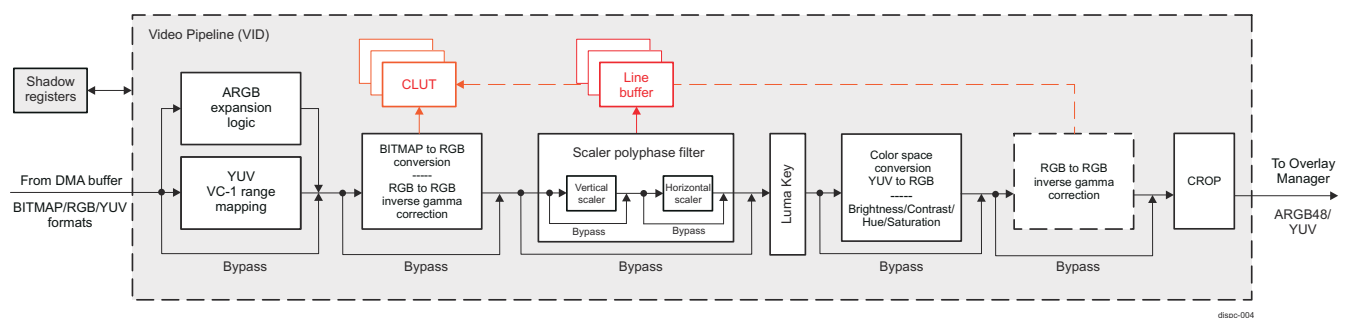 Video Pipeline (VID)
Shadow
registers
ARGB
expansion
logic
YUV
VC-1 range
mapping
From DMA buffer
BITMAP/RGB/YUV
formats
Bypass
CLUT
BITMAP to RGB
conversion
-----
RGB to RGB
inverse gamma
correction
Bypass
Line
buffer
Scaler polyphase filter
Vertical
scaler
Bypass
Horizontal
scaler
Bypass
Bypass
Luma Key
Color space
conversion
YUV to RGB
-----
Brightness/Contrast/
Hue/Saturation
Bypass
RGB to RGB
inverse gamma
correction
Bypass
CROP
To Overlay
Manager
ARGB48/
YUV
dispc-004